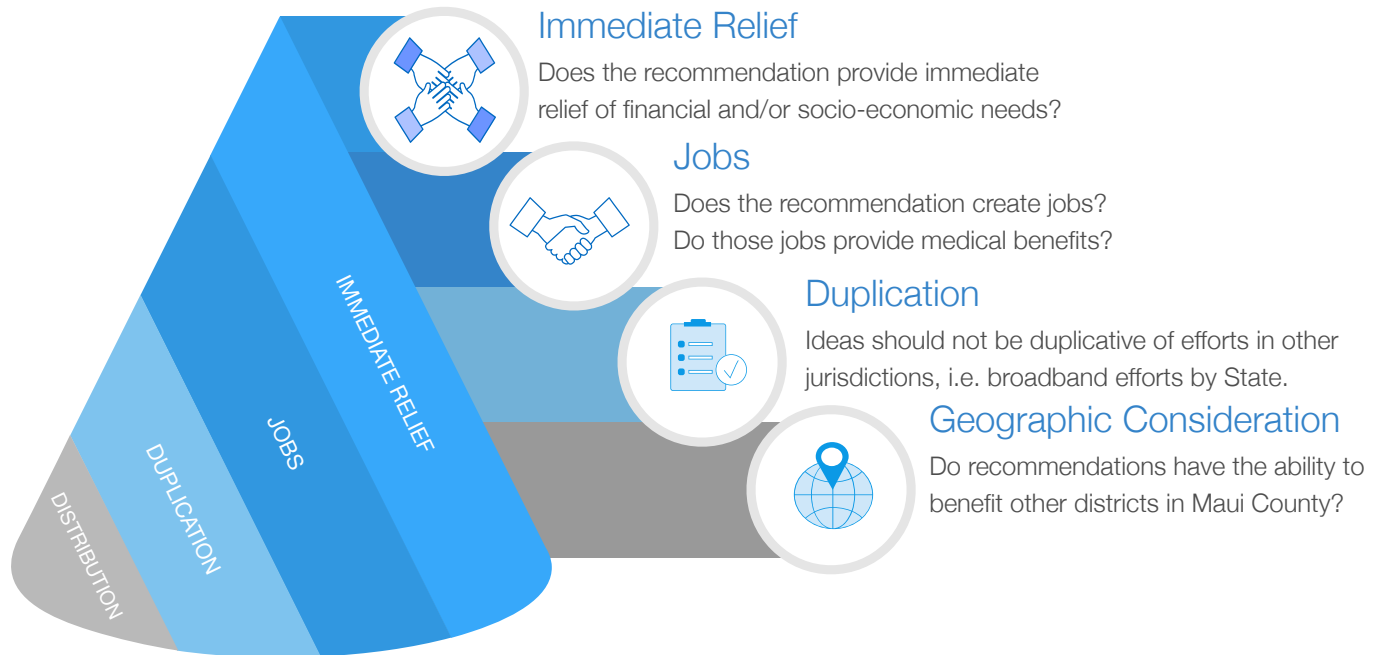 Immediate Relief
Does the recommendation provide immediate
relief of financial and/or socio-economic needs?
Jobs
Does the recommendation create jobs?
Do those jobs provide medical benefits?
Duplication
Ideas should not be duplicative of efforts in other
jurisdictions, i.e. broadband efforts by State.
Geographic Consideration
Do recommendations have the ability to
benefit other districts in Maui County?
IMMEDIATE RELIEF
JOBS
DUPLICATION
DISTRIBUTION